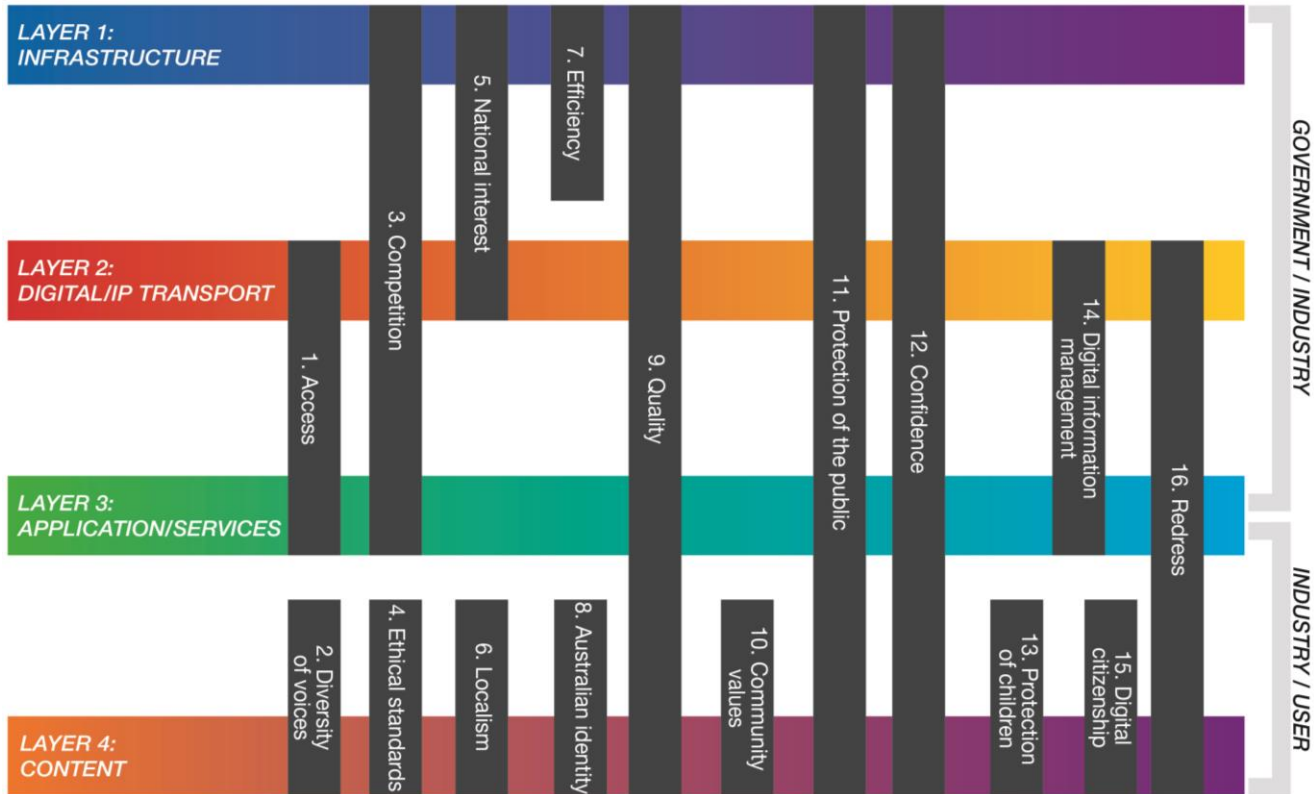 LAYER 1:
INFRASTRUCTURE
LAYER 2:
DIGITAL/IP TRANSPORT
LAYER 3:
APPLICATION/SERVICES
LAYER 4:
CONTENT
1. Access
2. Diversity
of voices
3. Competition
4. Ethical standards
5. National interest
6. Localism
7. Efficiency
8. Australian identity
9. Quality
10. Community
values
11. Protection of the public
12. Confidence
13. Protection
of children
14. Digital information
management
15. Digital
citizenship
16. Redress
GOVERNMENT / INDUSTRY
INDUSTRY / USER